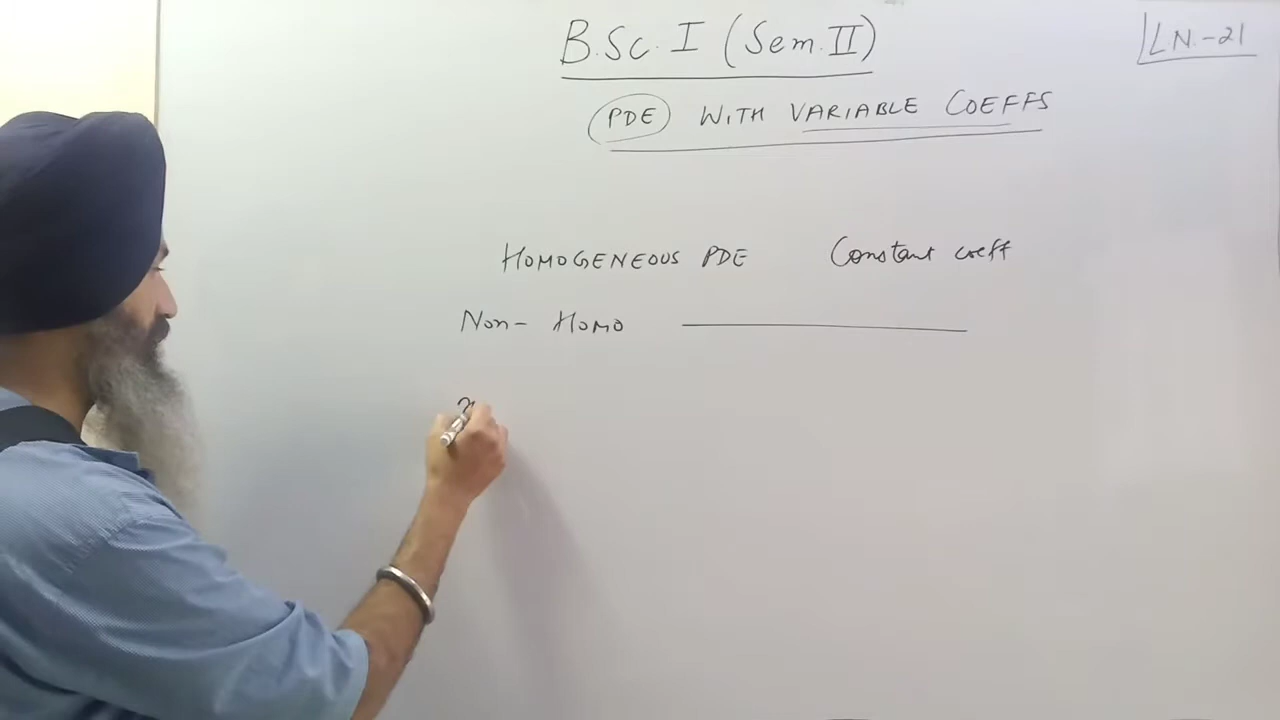 B.Sc. I (Sem. II)
LN.-21
PDE WITH VARIABLE COEFFS
HOMOGENEOUS PDE Constant coeff
Non- Homo